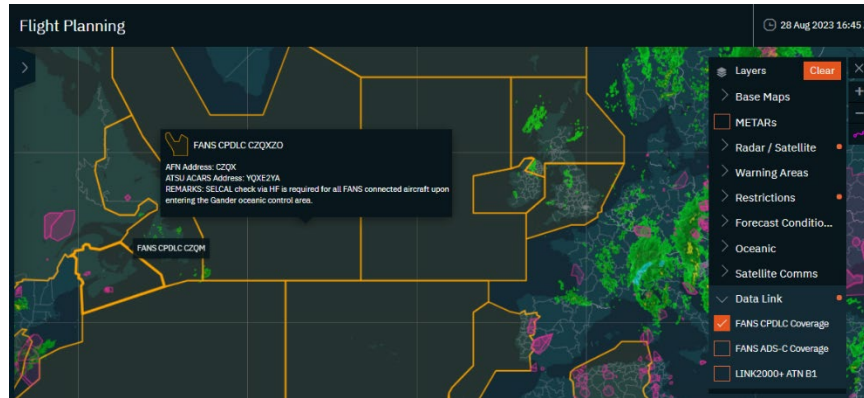 Flight Planning
28 Aug 2023 16:45
Layers
Clear
Base Maps
METARs
Radar / Satellite
Warning Areas
Restrictions
Forecast Conditio...
Oceanic
Satellite Comms
Data Link
FANS CPDLC Coverage
FANS ADS-C Coverage
LINK2000+ ATN B1
FANS CPDLC CZQXZO
AFN Address: CZQX
ATSU ACARS Address: YQXE2YA
REMARKS: SELCAL check via HF is required for all FANS connected aircraft upon
entering the Gander oceanic control area.
FANS CPDLC CZQM